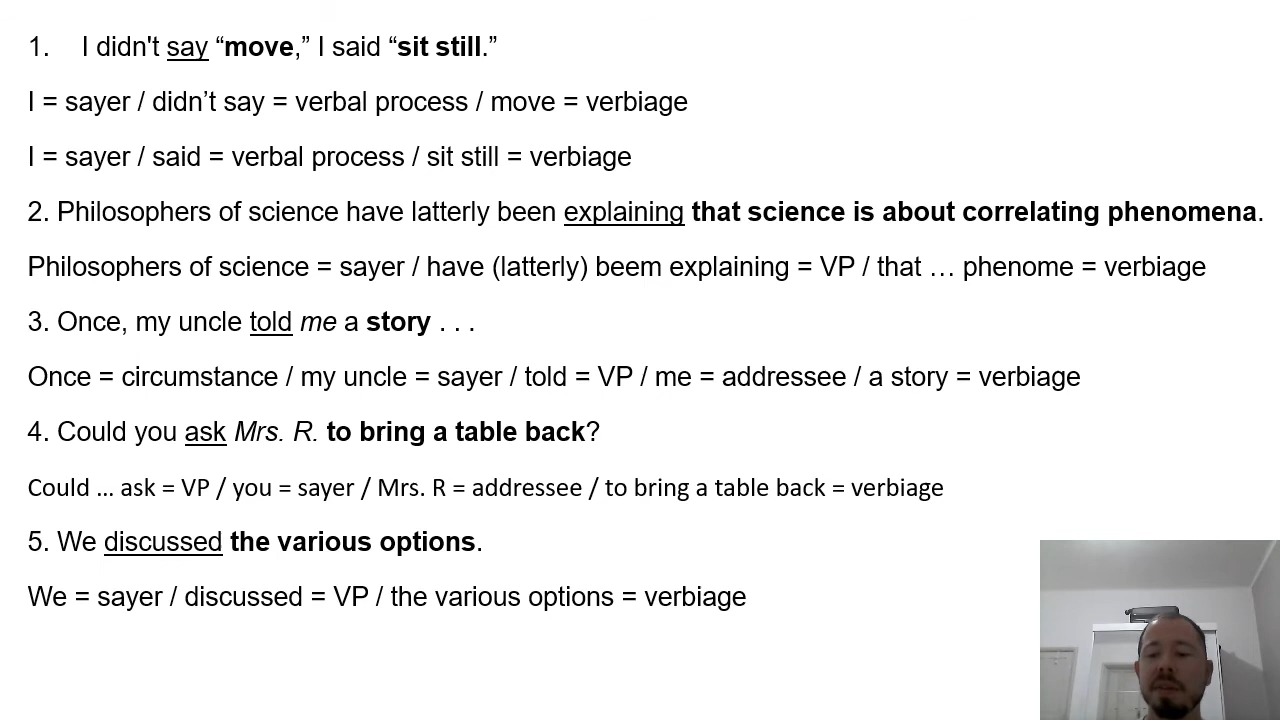 1. I didn't say “move,” I said “sit still.”
I = sayer / didn’t say = verbal process / move = verbiage
I = sayer / said = verbal process / sit still = verbiage
2. Philosophers of science have latterly been explaining that science is about correlating phenomena.
Philosophers of science = sayer / have (latterly) beem explaining = VP / that … phenome = verbiage
3. Once, my uncle told me a story . . .
Once = circumstance / my uncle = sayer / told = VP / me = addressee / a story = verbiage
4. Could you ask Mrs. R. to bring a table back?
Could … ask = VP / you = sayer / Mrs. R = addressee / to bring a table back = verbiage
5. We discussed the various options.
We = sayer / discussed = VP / the various options = verbiage